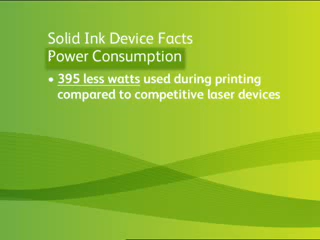 Solid Ink Device Facts
Power Consumption
• 395 less watts used during printing
compared to competitive laser devices